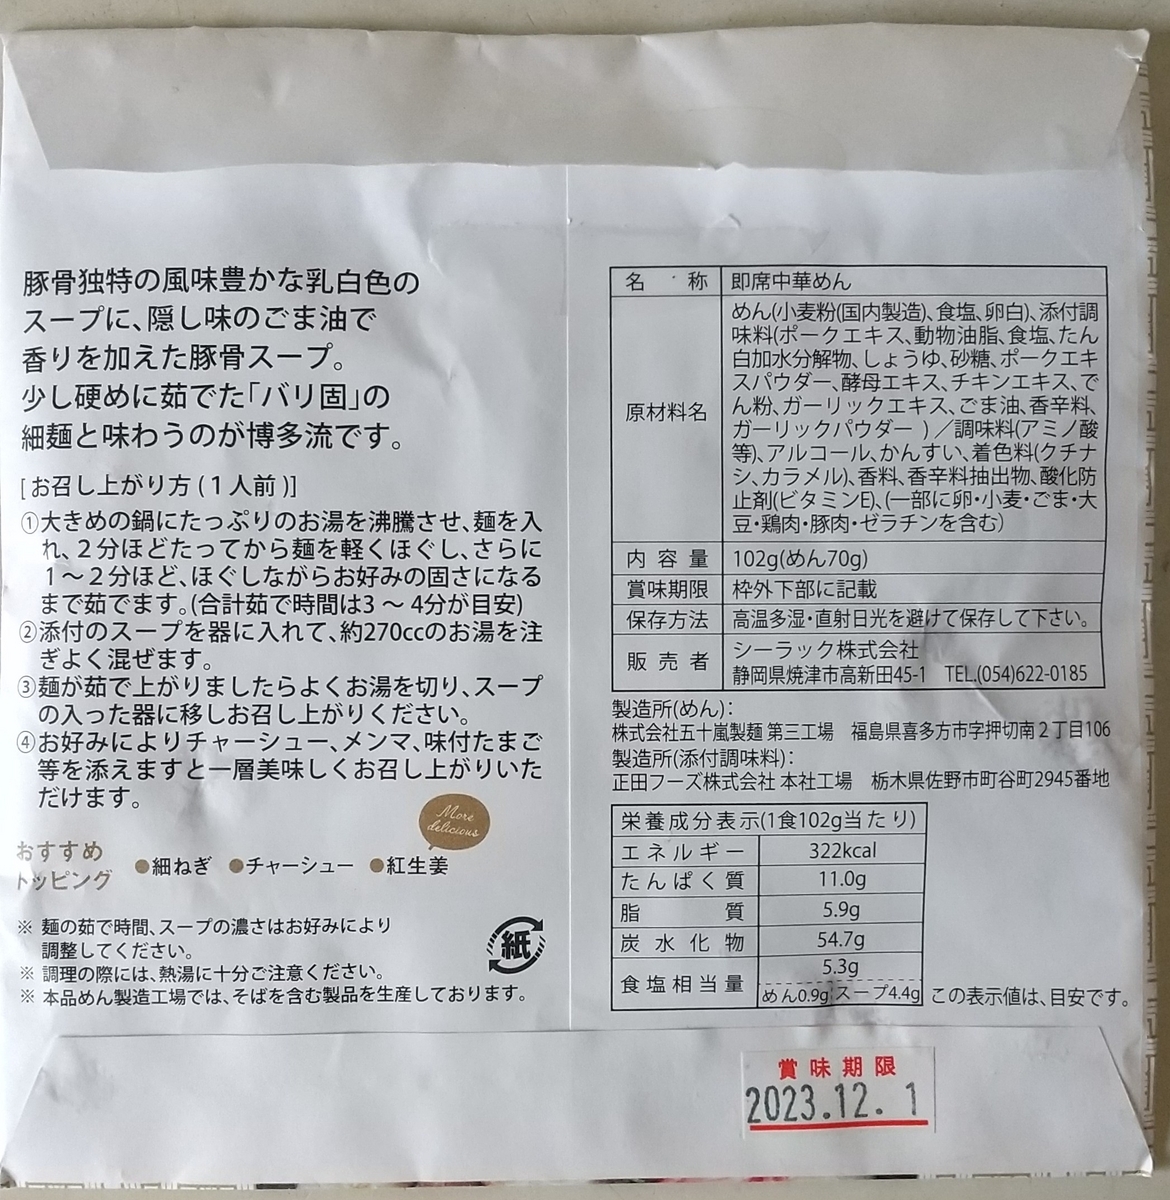 豚骨独特の風味豊かな乳白色の
スープに、隠し味のごま油で
香りを加えた豚骨スープ。
少し硬めに茹でた「バリ固」の
細麺と味わうのが博多流です。
[お召し上がり方(1人前)]
①大きめの鍋にたっぷりのお湯を沸騰させ、麺を入
れ、2分ほどたってから麺を軽くほぐし、さらに
1〜2分ほど、ほぐしながらお好みの固さになる
まで茹でます。(合計茹で時間は3〜4分が目安)
②添付のスープを器に入れて、約270ccのお湯を注
ぎよく混ぜます。
③麺が茹で上がりましたらよくお湯を切り、スープ
の入った器に移しお召し上がりください。
④お好みによりチャーシュー、メンマ、味付たまご
等を添えますと一層美味しくお召し上がりいた
だけます。
More
delicious
おすすめ
トッピング
●細ねぎ ●チャーシュー ●紅生姜
※ 麺の茹で時間、スープの濃さはお好みにより
調整してください。
※ 調理の際には、熱湯に十分ご注意ください。
※ 本品めん製造工場では、そばを含む製品を生産しております。
紙
名称 即席中華めん
原材料名
めん(小麦粉(国内製造)、食塩、卵白)、添付調
味料(ポークエキス、動物油脂、食塩、たん
白加水分解物、しょうゆ、砂糖、ポークエキ
スパウダー、酵母エキス、チキンエキス、で
ん粉、ガーリックエキス、ごま油、香辛料、
ガーリックパウダー )／調味料(アミノ酸
等)、アルコール、かんすい、着色料(クチナ
シ、カラメル)、香料、香辛料抽出物、酸化防
止剤(ビタミンE)、(一部に卵・小麦・ごま・大
豆・鶏肉・豚肉・ゼラチンを含む)
内容量 102g(めん70g)
賞味期限 枠外下部に記載
保存方法 高温多湿・直射日光を避けて保存して下さい。
販売者 シーラック株式会社
静岡県焼津市高新田45-1 TEL.(054)622-0185
製造所(めん):
株式会社五十嵐製麺 第三工場 福島県喜多方市字押切南2丁目106
製造所(添付調味料):
正田フーズ株式会社 本社工場 栃木県佐野市町谷町2945番地
栄養成分表示(1食102g当たり)
エネルギー 322kcal
たんぱく質 11.0g
脂質 5.9g
炭水化物 54.7g
食塩相当量 5.3g
めん0.9g スープ4.4g この表示値は、目安です。
賞味期限
2023.12. 1